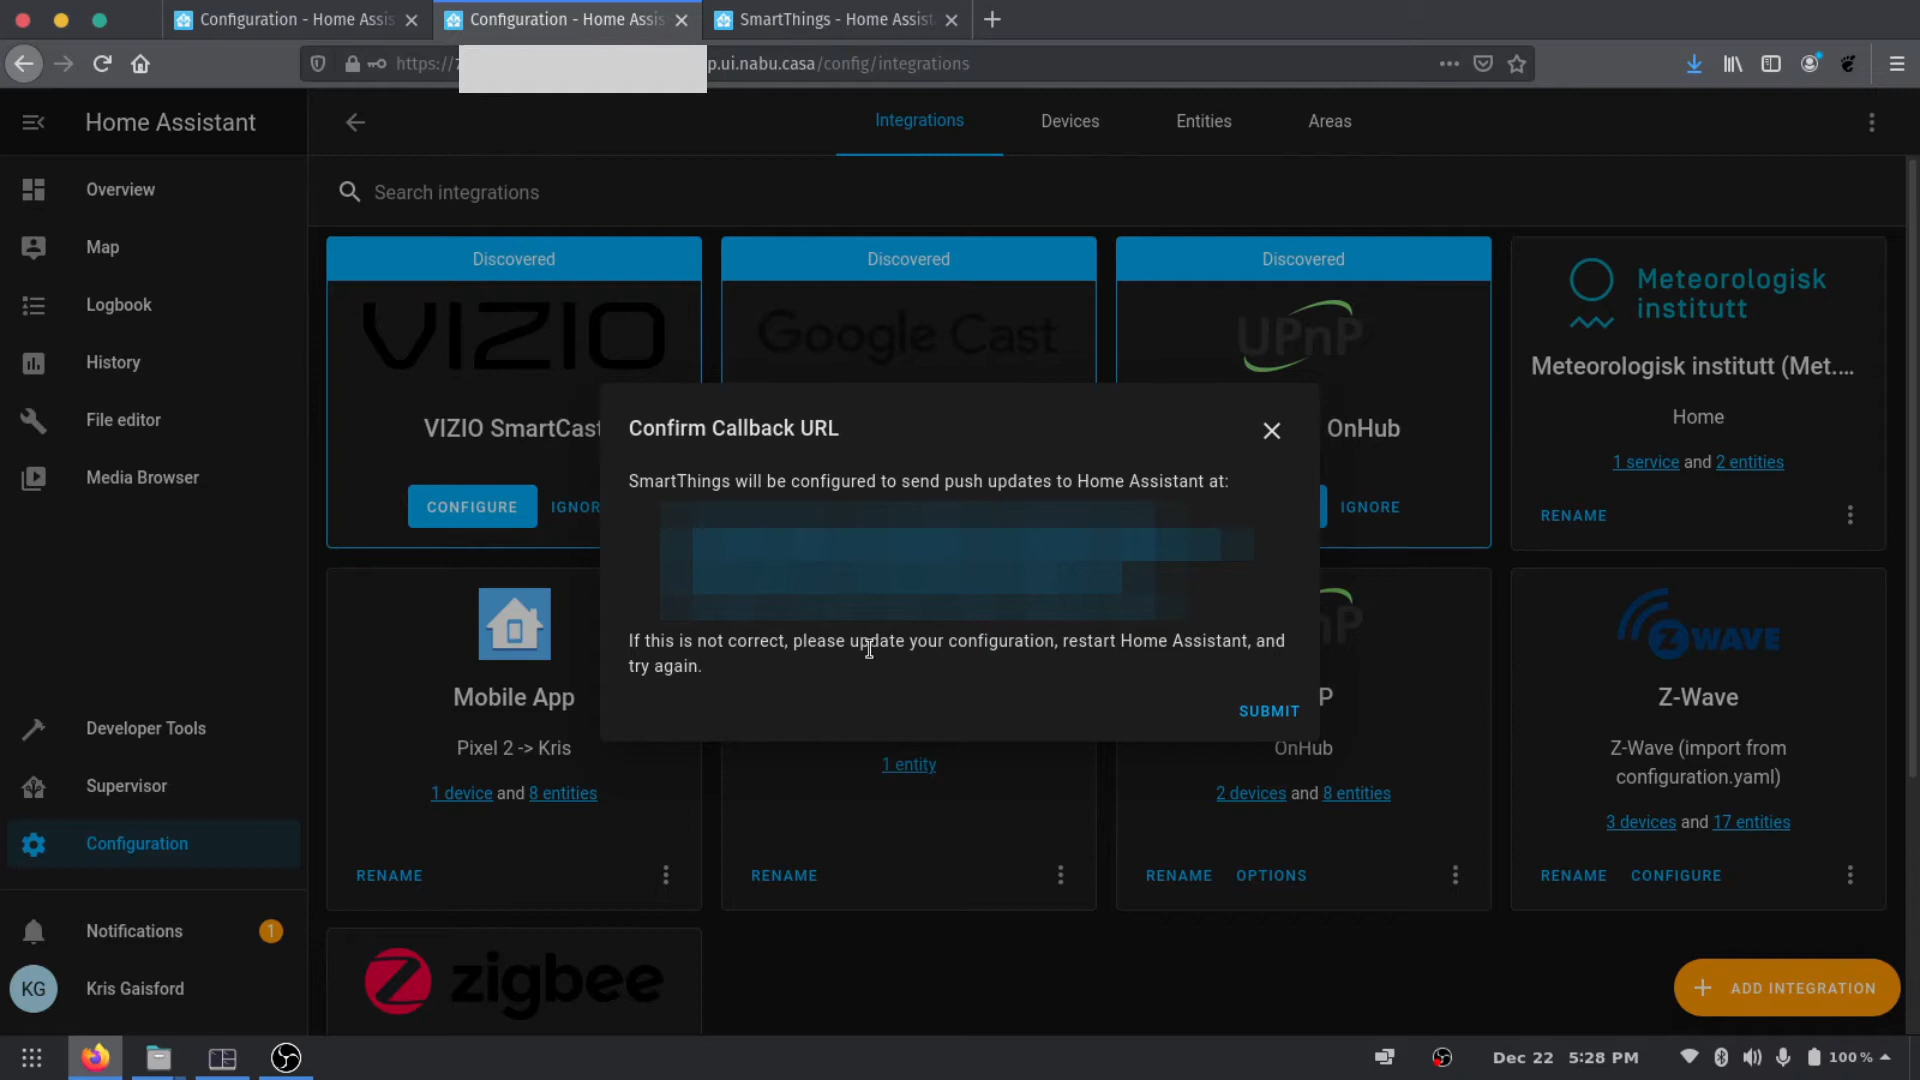 Configuration - Home Assis
Configuration - Home Assis
SmartThings - Home Assist
https://7
p.ui.nabu.casa/config/integrations
Home Assistant
Integrations
Devices
Entities
Areas
Search integrations
Overview
Map
Logbook
History
File editor
Media Browser
Developer Tools
Supervisor
Configuration
Notifications
1
KG
Kris Gaisford
Discovered
VIZIO
VIZIO SmartCast
CONFIGURE
IGNOR
Discovered
Google Cast
Discovered
UPnP
OnHub
IGNORE
Meteorologisk
institutt
Meteorologisk institutt (Met....
Home
1 service and 2 entities
RENAME
Confirm Callback URL
SmartThings will be configured to send push updates to Home Assistant at:
If this is not correct, please update your configuration, restart Home Assistant, and
try again.
SUBMIT
Mobile App
Pixel 2 -> Kris
1 device and 8 entities
RENAME
1 entity
RENAME
nP
P
OnHub
2 devices and 8 entities
RENAME
OPTIONS
Z WAVE
Z-Wave
Z-Wave (import from
configuration.yaml)
3 devices and 17 entities
RENAME
CONFIGURE
zigbee
ADD INTEGRATION
Dec 22 5:28 PM
100 %